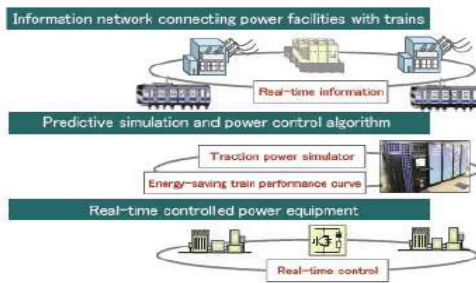 Information network connecting power facilities with trains
Real-time information
Predictive simulation and power control algorithm
Traction power simulator
Energy-saving train performance curve
Real-time controlled power equipment
Real-time control